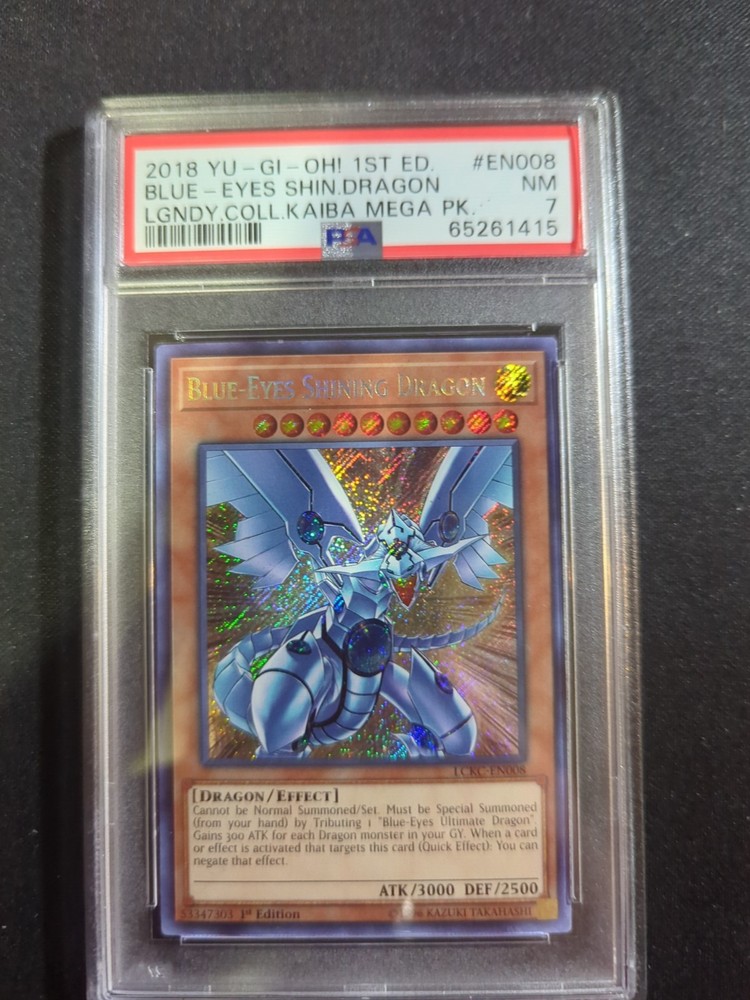 2018 YU-GI-OH! 1ST ED. #EN008
BLUE-EYES SHIN.DRAGON NM
LGNDY.COLL.KAIBA MEGA PK. 7
PSA 65261415
BLUE-EYES SHINING DRAGON
LCKC-EN008
[DRAGON/EFFECT]
Cannot be Normal Summoned/Set. Must be Special Summoned
(from your hand) by Tributing 1 "Blue-Eyes Ultimate Dragon".
Gains 300 ATK for each Dragon monster in your GY. When a card
or effect is activated that targets this card (Quick Effect): You can
negate that effect.
ATK/3000 DEF/2500
53347303 1st Edition KAZUKI TAKAHASHI